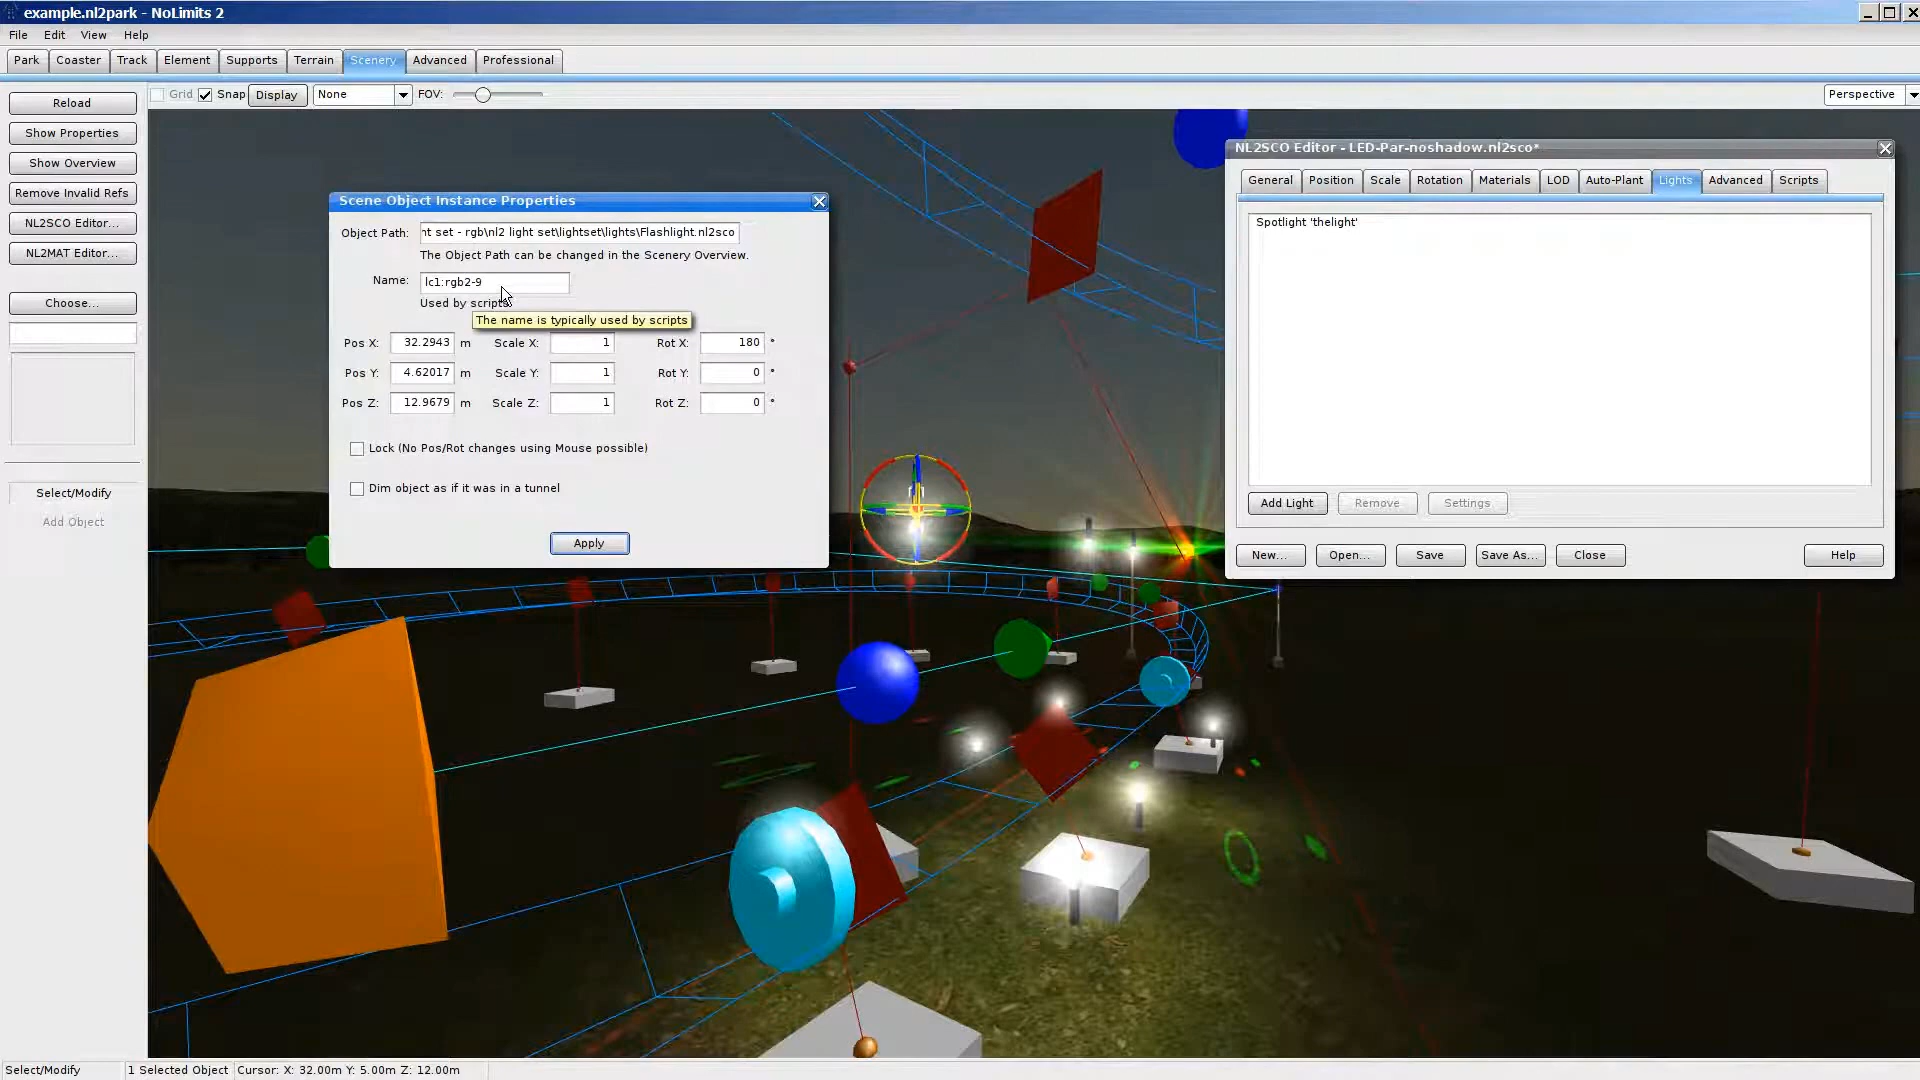 example.nl2park - NoLimits 2
File Edit View Help
Park Coaster Track Element Supports Terrain Scenery Advanced Professional
Grid Snap Display None FOV: Perspective
Reload
Show Properties
Show Overview
Remove Invalid Refs
NL2SCO Editor...
NL2MAT Editor...
Choose...
Select/Modify
Add Object
Scene Object Instance Properties
Object Path: nt set - rgb\nl2 light set\lightset\lights\Flashlight.nl2sco
The Object Path can be changed in the Scenery Overview.
Name: lc1:rgb2-9
Used by scripts
The name is typically used by scripts
Pos X: 32.2943 m Scale X: 1 Rot X: 180 °
Pos Y: 4.62017 m Scale Y: 1 Rot Y: 0 °
Pos Z: 12.9679 m Scale Z: 1 Rot Z: 0 °
Lock (No Pos/Rot changes using Mouse possible)
Dim object as if it was in a tunnel
Apply
NL2SCO Editor - LED-Par-noshadow.nl2sco*
General Position Scale Rotation Materials LOD Auto-Plant Lights Advanced Scripts
Spotlight 'thelight'
Add Light Remove Settings
New... Open... Save Save As... Close Help
Select/Modify 1 Selected Object Cursor: X: 32.00m Y: 5.00m Z: 12.00m